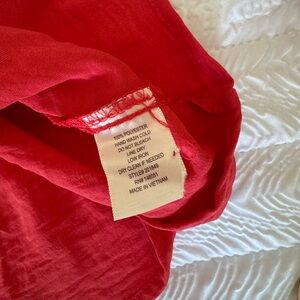 100% POLYESTER
HAND WASH COLD
DO NOT BLEACH
LINE DRY
LOW IRON
DRY CLEAN IF NEEDED
MADE IN VIETNAM